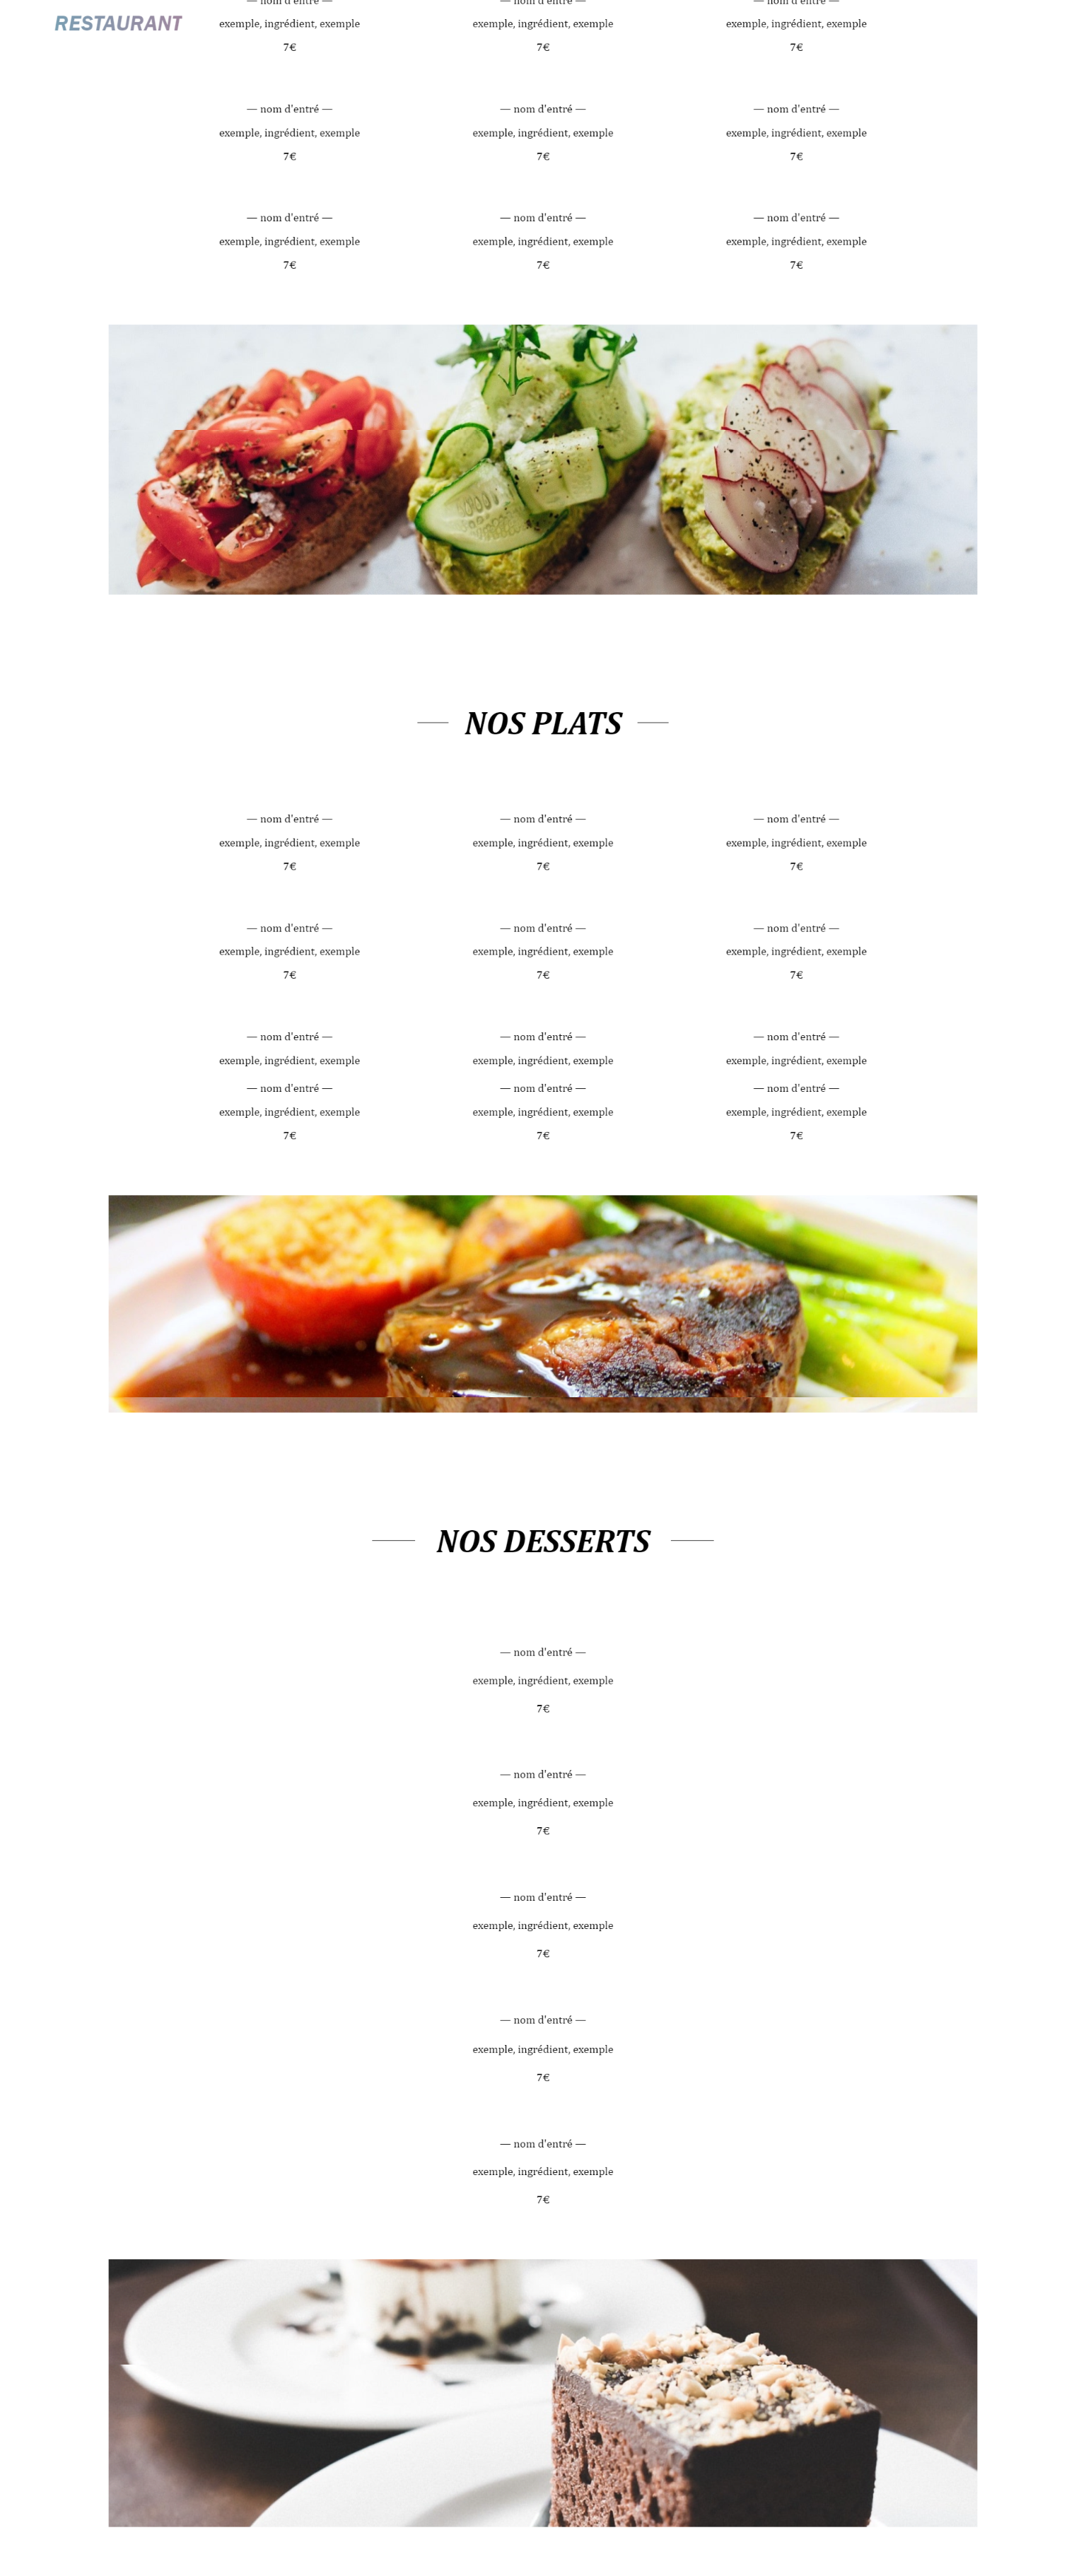 — nom d'entré — — nom d'entré — — nom d'entré —
RESTAURANT exemple, ingrédient, exemple exemple, ingrédient, exemple exemple, ingrédient, exemple
7€ 7€ 7€
— nom d'entré — — nom d'entré — — nom d'entré —
exemple, ingrédient, exemple exemple, ingrédient, exemple exemple, ingrédient, exemple
7€ 7€ 7€
— nom d'entré — — nom d'entré — — nom d'entré —
exemple, ingrédient, exemple exemple, ingrédient, exemple exemple, ingrédient, exemple
7€ 7€ 7€
NOS PLATS
— nom d'entré — — nom d'entré — — nom d'entré —
exemple, ingrédient, exemple exemple, ingrédient, exemple exemple, ingrédient, exemple
7€ 7€ 7€
— nom d'entré — — nom d'entré — — nom d'entré —
exemple, ingrédient, exemple exemple, ingrédient, exemple exemple, ingrédient, exemple
7€ 7€ 7€
— nom d'entré — — nom d'entré — — nom d'entré —
exemple, ingrédient, exemple exemple, ingrédient, exemple exemple, ingrédient, exemple
— nom d'entré — — nom d'entré — — nom d'entré —
exemple, ingrédient, exemple exemple, ingrédient, exemple exemple, ingrédient, exemple
7€ 7€ 7€
NOS DESSERTS
— nom d'entré —
exemple, ingrédient, exemple
7€
— nom d'entré —
exemple, ingrédient, exemple
7€
— nom d'entré —
exemple, ingrédient, exemple
7€
— nom d'entré —
exemple, ingrédient, exemple
7€
— nom d'entré —
exemple, ingrédient, exemple
7€